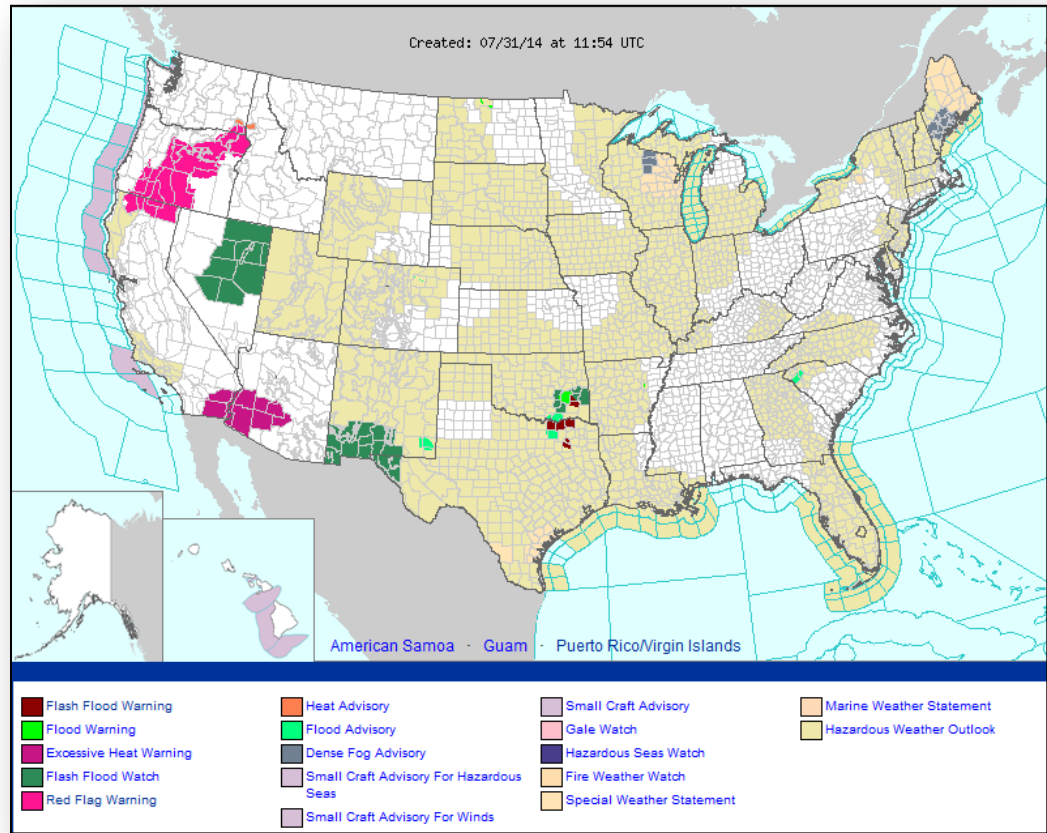 Created: 07/31/14 at 11:54 UTC
American Samoa · Guam · Puerto Rico/Virgin Islands
Flash Flood Warning
Flood Warning
Excessive Heat Warning
Flash Flood Watch
Red Flag Warning
Heat Advisory
Flood Advisory
Dense Fog Advisory
Small Craft Advisory For Hazardous
Seas
Small Craft Advisory For Winds
Small Craft Advisory
Gale Watch
Hazardous Seas Watch
Fire Weather Watch
Special Weather Statement
Marine Weather Statement
Hazardous Weather Outlook